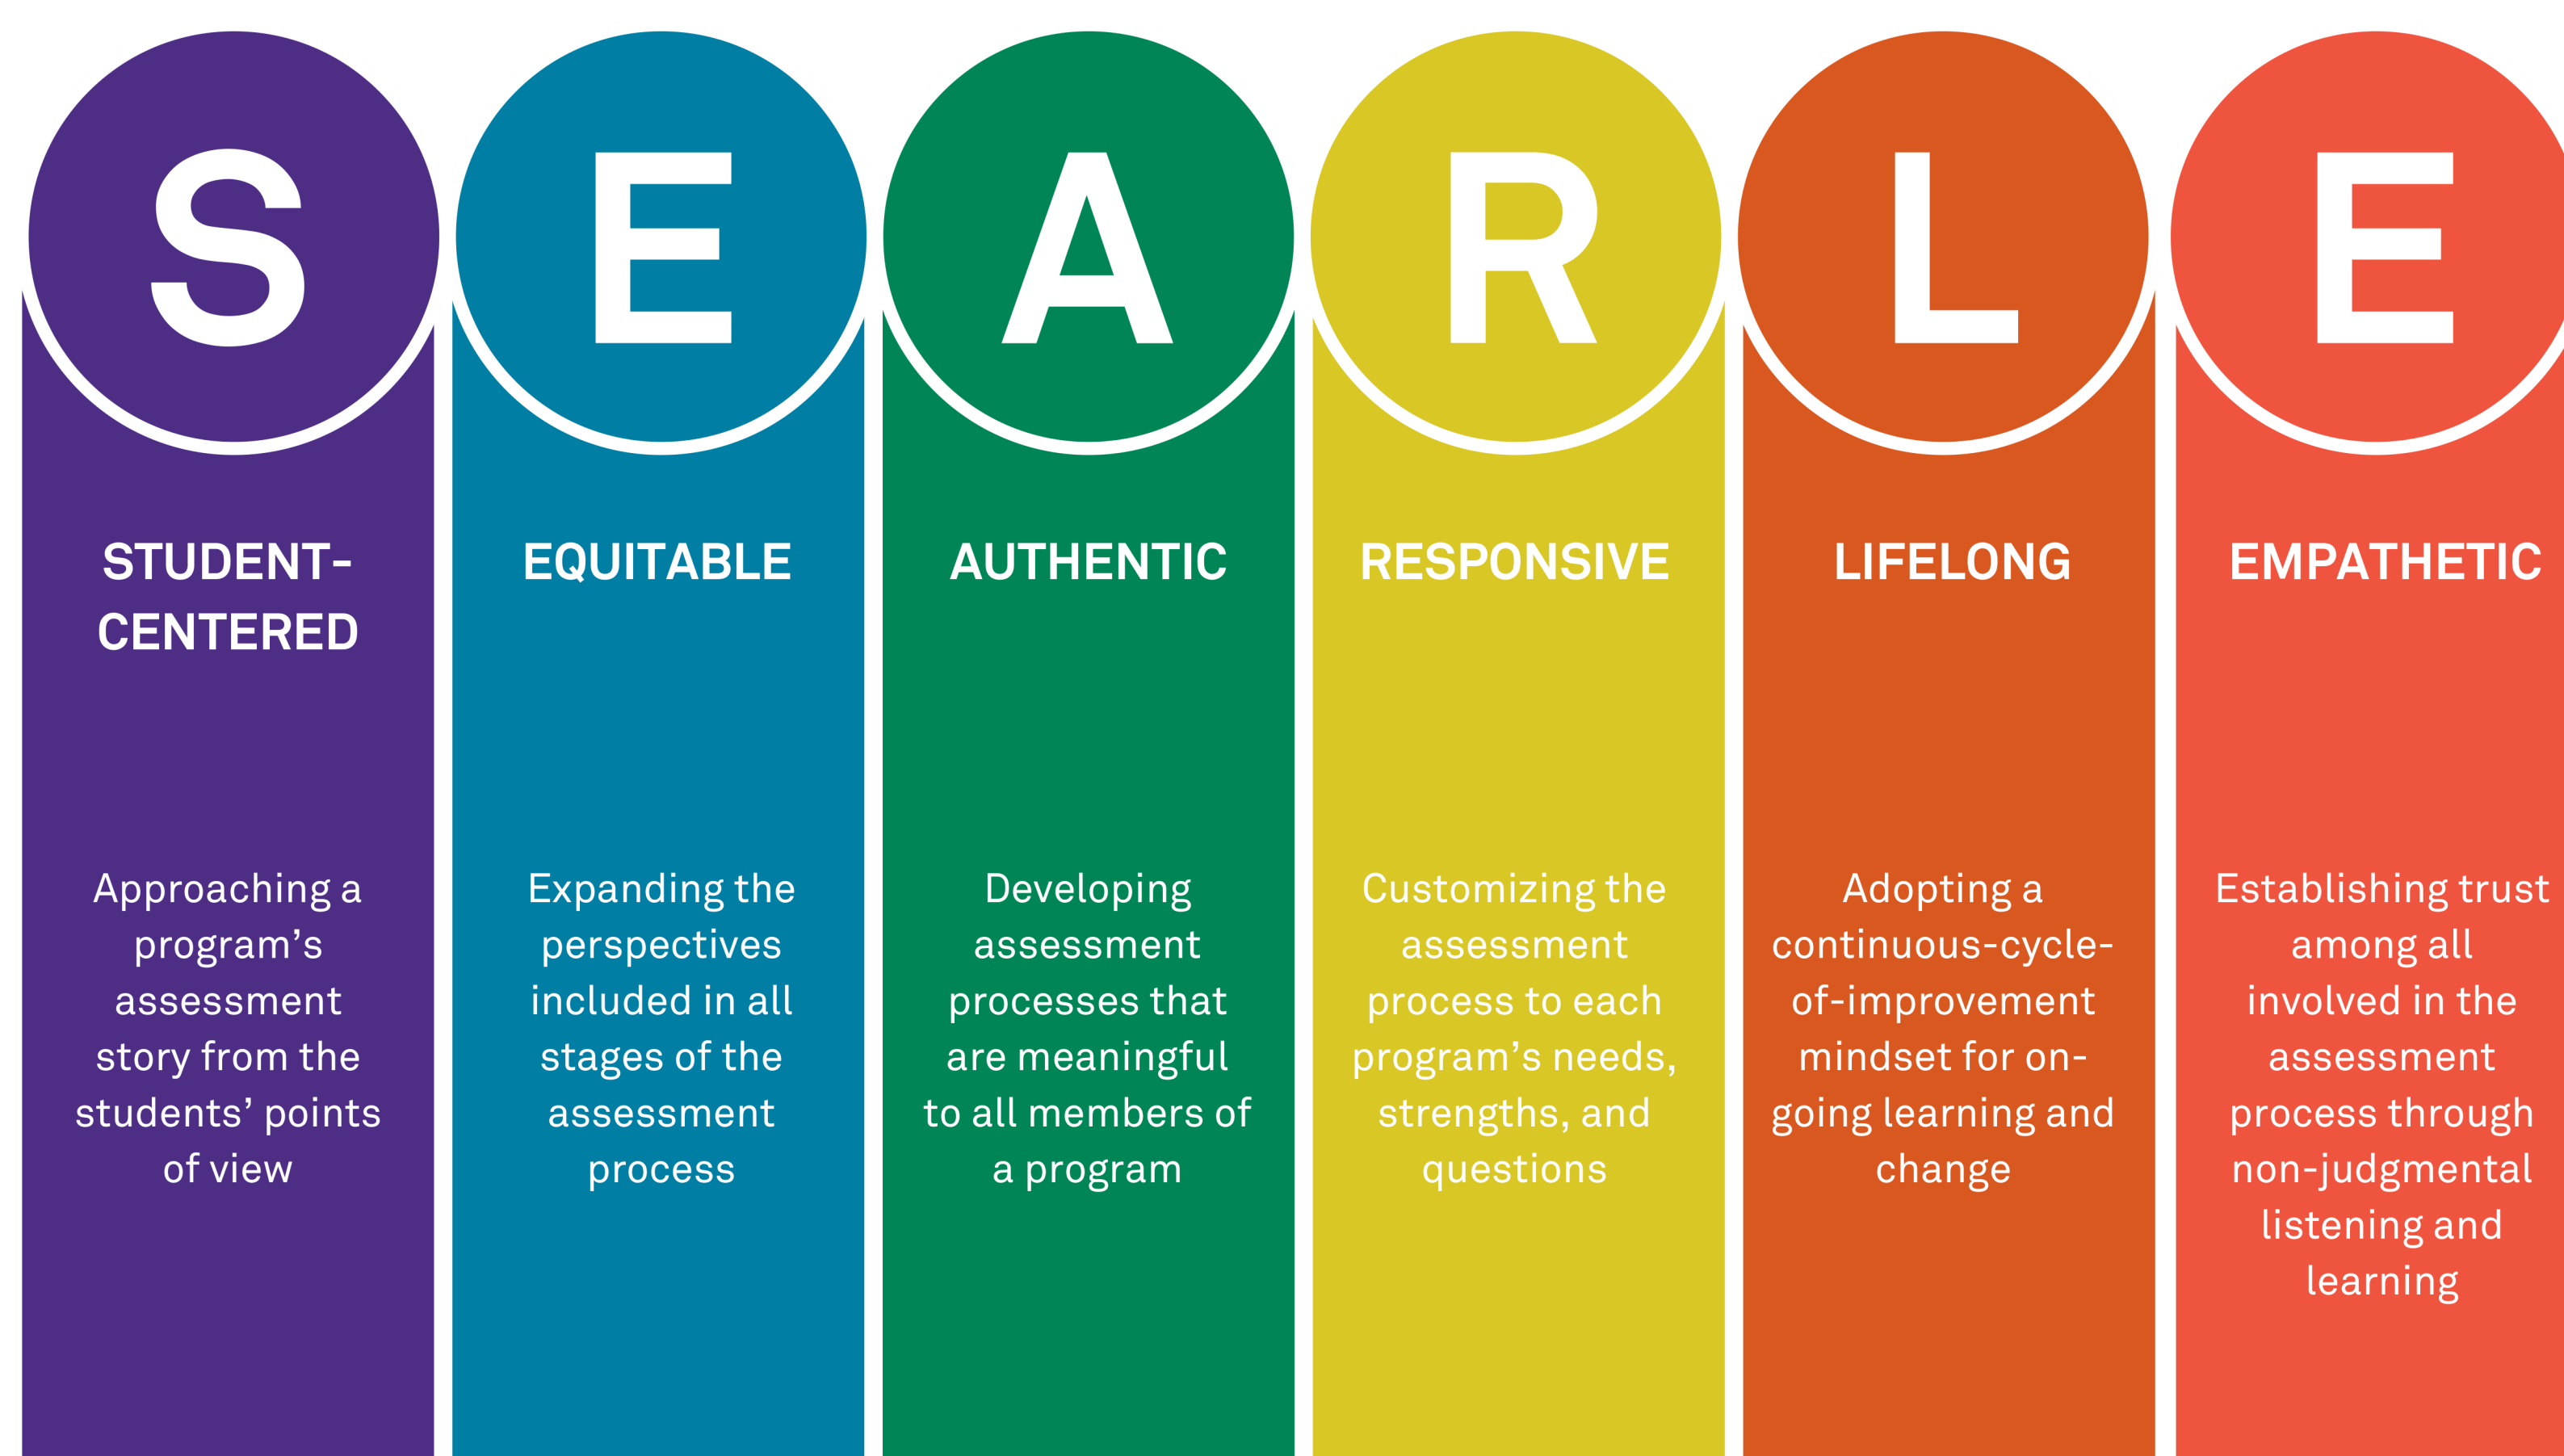 S
STUDENT-
CENTERED
Approaching a
program's
assessment
story from the
students' points
of view
E
EQUITABLE
Expanding the
perspectives
included in all
stages of the
assessment
process
A
AUTHENTIC
Developing
assessment
processes that
are meaningful
to all members of
a program
R
RESPONSIVE
Customizing the
assessment
process to each
program's needs,
strengths, and
questions
L
LIFELONG
Adopting a
continuous-cycle-
of-improvement
mindset for on-
going learning and
change
E
EMPATHETIC
Establishing trust
among all
involved in the
assessment
process through
non-judgmental
listening and
learning